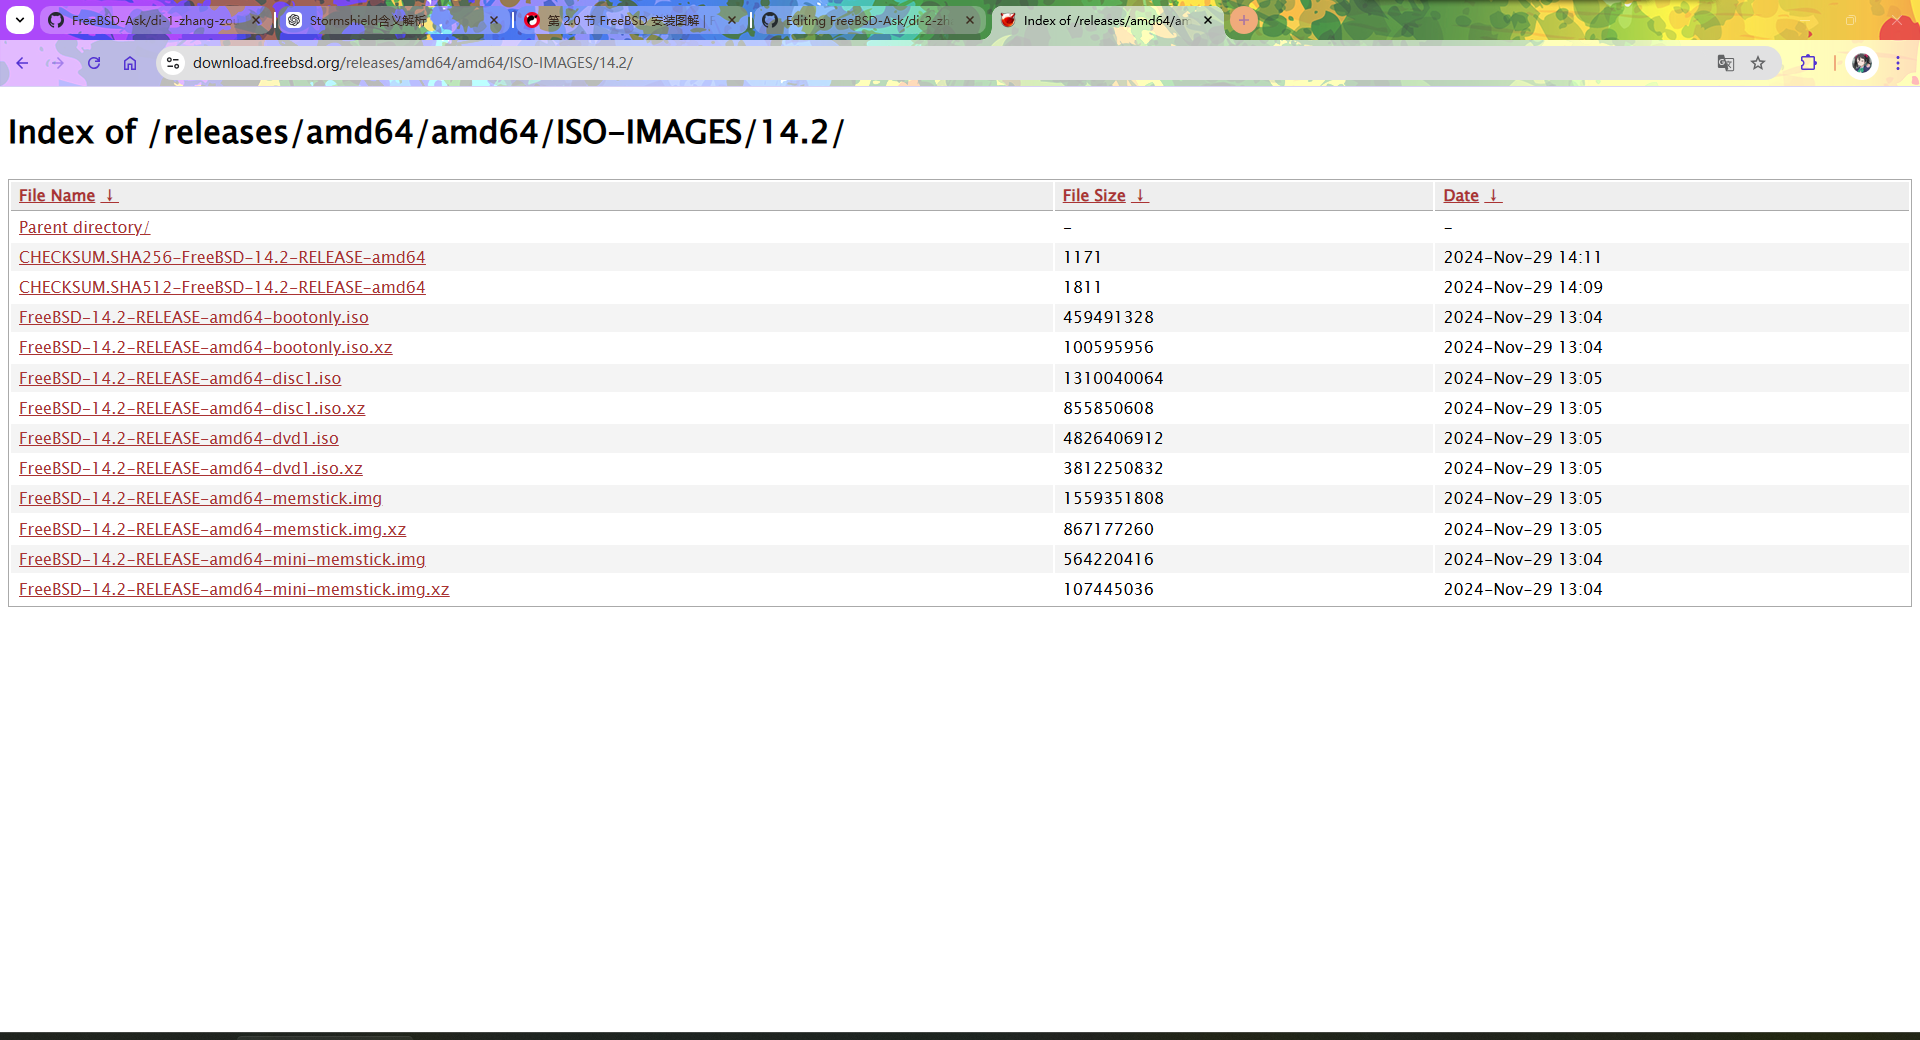 FreeBSD-Ask/di-1-zhang-zou
Stormshield含义解析
第 2.0 节 FreeBSD 安装图解 | F
Editing FreeBSD-Ask/di-2-zh
Index of /releases/amd64/am
download.freebsd.org/releases/amd64/amd64/ISO-IMAGES/14.2/
Index of /releases/amd64/amd64/ISO-IMAGES/14.2/
File Name ↓ File Size ↓ Date ↓
Parent directory/ - -
CHECKSUM.SHA256-FreeBSD-14.2-RELEASE-amd64 1171 2024-Nov-29 14:11
CHECKSUM.SHA512-FreeBSD-14.2-RELEASE-amd64 1811 2024-Nov-29 14:09
FreeBSD-14.2-RELEASE-amd64-bootonly.iso 459491328 2024-Nov-29 13:04
FreeBSD-14.2-RELEASE-amd64-bootonly.iso.xz 100595956 2024-Nov-29 13:04
FreeBSD-14.2-RELEASE-amd64-disc1.iso 1310040064 2024-Nov-29 13:05
FreeBSD-14.2-RELEASE-amd64-disc1.iso.xz 855850608 2024-Nov-29 13:05
FreeBSD-14.2-RELEASE-amd64-dvd1.iso 4826406912 2024-Nov-29 13:05
FreeBSD-14.2-RELEASE-amd64-dvd1.iso.xz 3812250832 2024-Nov-29 13:05
FreeBSD-14.2-RELEASE-amd64-memstick.img 1559351808 2024-Nov-29 13:05
FreeBSD-14.2-RELEASE-amd64-memstick.img.xz 867177260 2024-Nov-29 13:05
FreeBSD-14.2-RELEASE-amd64-mini-memstick.img 564220416 2024-Nov-29 13:04
FreeBSD-14.2-RELEASE-amd64-mini-memstick.img.xz 107445036 2024-Nov-29 13:04